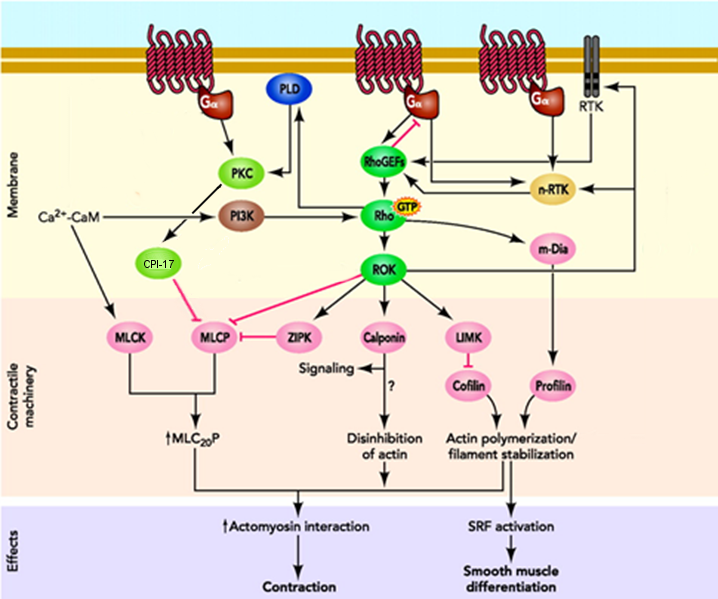 Gα
PLD
Gα
Gα
RTK
PKC
RhoGEFs
n-RTK
Membrane
Ca²⁺-CaM
PI3K
Rho
GTP
m-Dia
CPI-17
ROK
Contractile
machinery
MLCK
MLCP
ZIPK
Calponin
LIMK
Signaling
?
Cofilin
Profilin
↑MLC₂₀P
Disinhibition
of actin
Actin polymerization/
filament stabilization
Effects
↑Actomyosin interaction
SRF activation
Contraction
Smooth muscle
differentiation